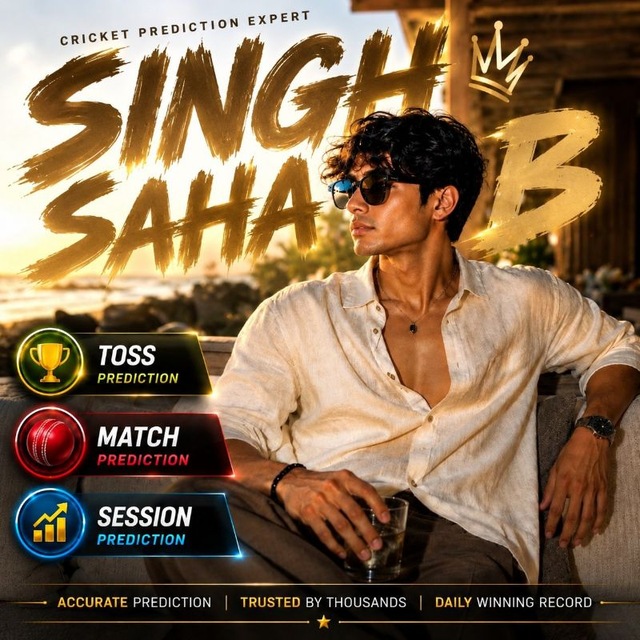 CRICKET PREDICTION EXPERT
SINGH
SAHAB
TOSS
PREDICTION
MATCH
PREDICTION
SESSION
PREDICTION
ACCURATE PREDICTION | TRUSTED BY THOUSANDS | DAILY WINNING RECORD